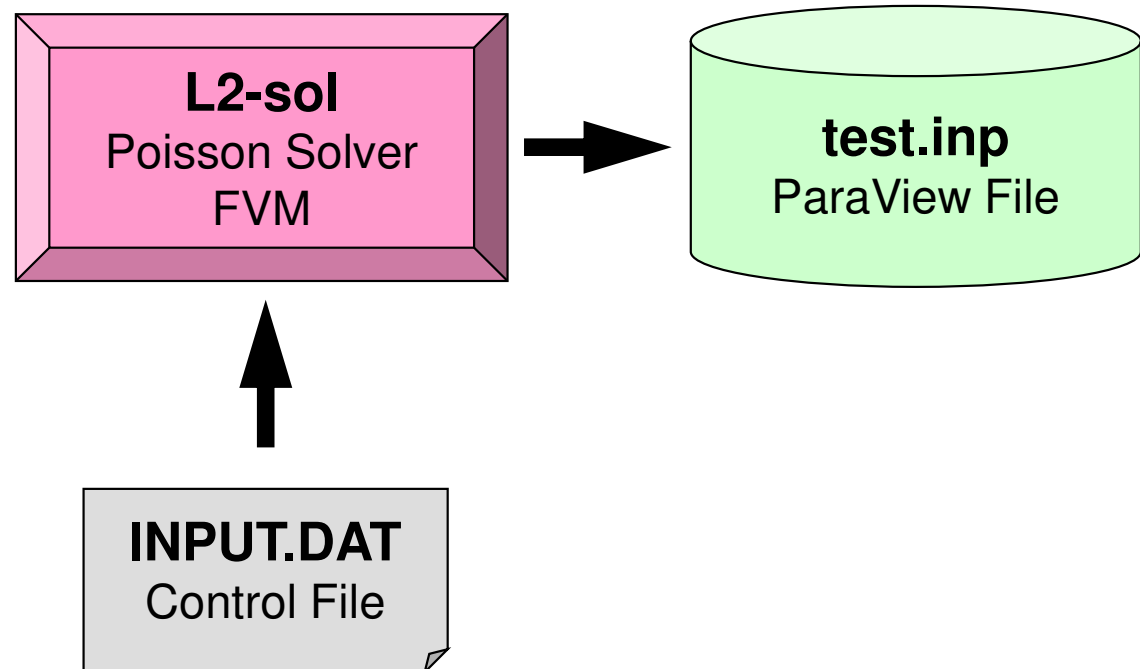 L2-sol
Poisson Solver
FVM
test.inp
ParaView File
INPUT.DAT
Control File